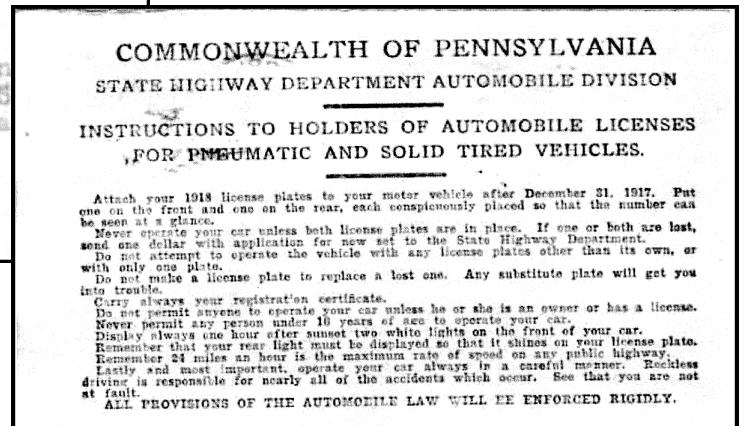 COMMONWEALTH OF PENNSYLVANIA
STATE HIGHWAY DEPARTMENT AUTOMOBILE DIVISION
INSTRUCTIONS TO HOLDERS OF AUTOMOBILE LICENSES
FOR PNEUMATIC AND SOLID TIRED VEHICLES.
Attach your 1918 license plates to your motor vehicle after December 31, 1917. Put
one on the front and one on the rear, each conspicuously placed so that the number can
be seen at a glance.
Never operate your car unless both license plates are in place. If one or both are lost,
send one dollar with application for new set to the State Highway Department.
Do not attempt to operate the vehicle with any license plates other than its own, or
with only one plate.
Do not make a license plate to replace a lost one. Any substitute plate will get you
into trouble.
Carry always your registration certificate.
Do not permit anyone to operate your car unless he or she is an owner or has a license.
Never permit any person under 16 years of age to operate your car.
Display always one hour after sunset two white lights on the front of your car.
Remember that your rear light must be displayed so that it shines on your license plate.
Remember 24 miles an hour is the maximum rate of speed on any public highway.
Lastly and most important, operate your car always in a careful manner. Reckless
driving is responsible for nearly all of the accidents which occur. See that you are not
at fault.
ALL PROVISIONS OF THE AUTOMOBILE LAW WILL BE ENFORCED RIGIDLY.